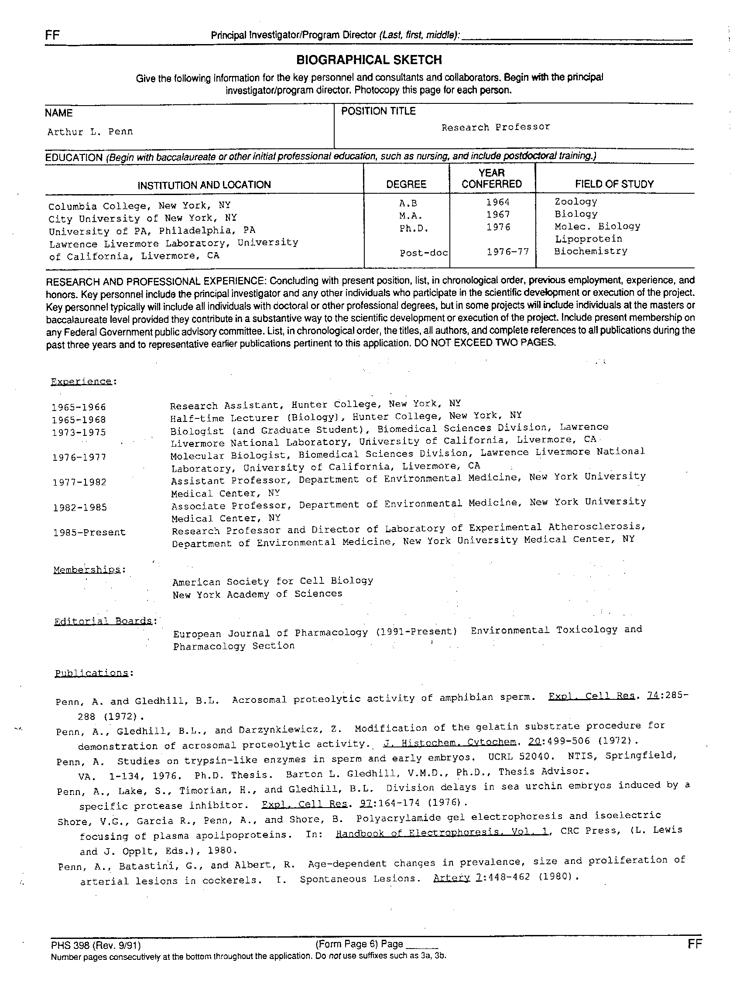 FF Principal Investigator/Program Director (Last, first, middle):
BIOGRAPHICAL SKETCH
Give the following information for the key personnel and consultants and collaborators. Begin with the principal
investigator/program director. Photocopy this page for each person.
NAME POSITION TITLE
Arthur L. Penn Research Professor
EDUCATION (Begin with baccalaureate or other initial professional education, such as nursing, and include postdoctoral training.)
INSTITUTION AND LOCATION DEGREE YEAR CONFERRED FIELD OF STUDY
Columbia College, New York, NY A.B 1964 Zoology
City University of New York, NY M.A. 1967 Biology
University of PA, Philadelphia, PA Ph.D. 1976 Molec. Biology
Lawrence Livermore Laboratory, University Lipoprotein
of California, Livermore, CA Post-doc 1976-77 Biochemistry
RESEARCH AND PROFESSIONAL EXPERIENCE: Concluding with present position, list, in chronological order, previous employment, experience, and
honors. Key personnel include the principal investigator and any other individuals who participate in the scientific development or execution of the project.
Key personnel typically will include all individuals with doctoral or other professional degrees, but in some projects will include individuals at the masters or
baccalaureate level provided they contribute in a substantive way to the scientific development or execution of the project. Include present membership on
any Federal Government public advisory committee. List, in chronological order, the titles, all authors, and complete references to all publications during the
past three years and to representative earlier publications pertinent to this application. DO NOT EXCEED TWO PAGES.
Experience:
1965-1966 Research Assistant, Hunter College, New York, NY
1965-1968 Half-time Lecturer (Biology), Hunter College, New York, NY
1973-1975 Biologist (and Graduate Student), Biomedical Sciences Division, Lawrence
Livermore National Laboratory, University of California, Livermore, CA
1976-1977 Molecular Biologist, Biomedical Sciences Division, Lawrence Livermore National
Laboratory, University of California, Livermore, CA
1977-1982 Assistant Professor, Department of Environmental Medicine, New York University
Medical Center, NY
1982-1985 Associate Professor, Department of Environmental Medicine, New York University
Medical Center, NY
1985-Present Research Professor and Director of Laboratory of Experimental Atherosclerosis,
Department of Environmental Medicine, New York University Medical Center, NY
Memberships:
American Society for Cell Biology
New York Academy of Sciences
Editorial Boards:
European Journal of Pharmacology (1991-Present) Environmental Toxicology and
Pharmacology Section
Publications:
Penn, A. and Gledhill, B.L. Acrosomal proteolytic activity of amphibian sperm. Expl. Cell Res. 74:285-
288 (1972).
Penn, A., Gledhill, B.L., and Darzynkiewicz, Z. Modification of the gelatin substrate procedure for
demonstration of acrosomal proteolytic activity. J. Histochem. Cytochem. 20:499-506 (1972).
Penn, A. Studies on trypsin-like enzymes in sperm and early embryos. UCRL 52040. NTIS, Springfield,
VA. 1-134, 1976. Ph.D. Thesis. Barton L. Gledhill, V.M.D., Ph.D., Thesis Advisor.
Penn, A., Lake, S., Timorian, H., and Gledhill, B.L. Division delays in sea urchin embryos induced by a
specific protease inhibitor. Expl. Cell Res. 97:164-174 (1976).
Shore, V.G., Garcia R., Penn, A., and Shore, B. Polyacrylamide gel electrophoresis and isoelectric
focusing of plasma apolipoproteins. In: Handbook of Electrophoresis, Vol. 1, CRC Press, (L. Lewis
and J. Opplt, Eds.), 1980.
Penn, A., Batastini, G., and Albert, R. Age-dependent changes in prevalence, size and proliferation of
arterial lesions in cockerels. I. Spontaneous Lesions. Artery 7:448-462 (1980).
PHS 398 (Rev. 9/91) (Form Page 6) Page FF
Number pages consecutively at the bottom throughout the application. Do not use suffixes such as 3a, 3b.